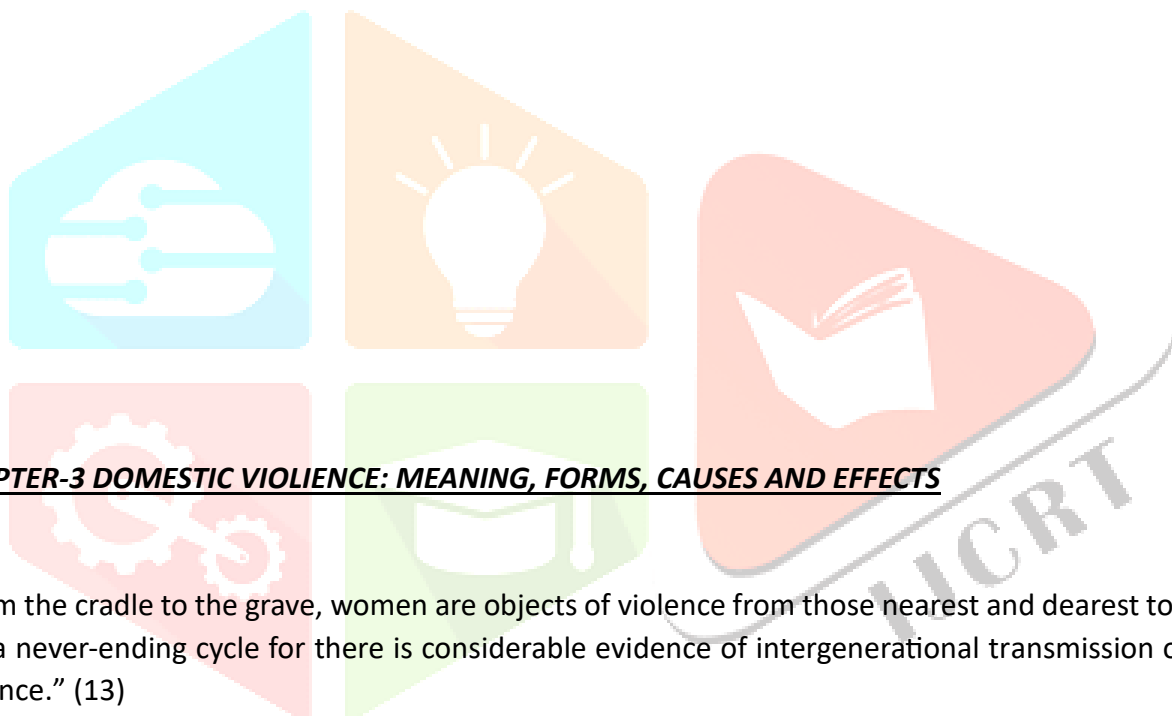 PTER-3 DOMESTIC VIOLIENCE: MEANING, FORMS, CAUSES AND EFFECTS
m the cradle to the grave, women are objects of violence from those nearest and dearest to
a never-ending cycle for there is considerable evidence of intergenerational transmission
nce.” (13)
IJCRT